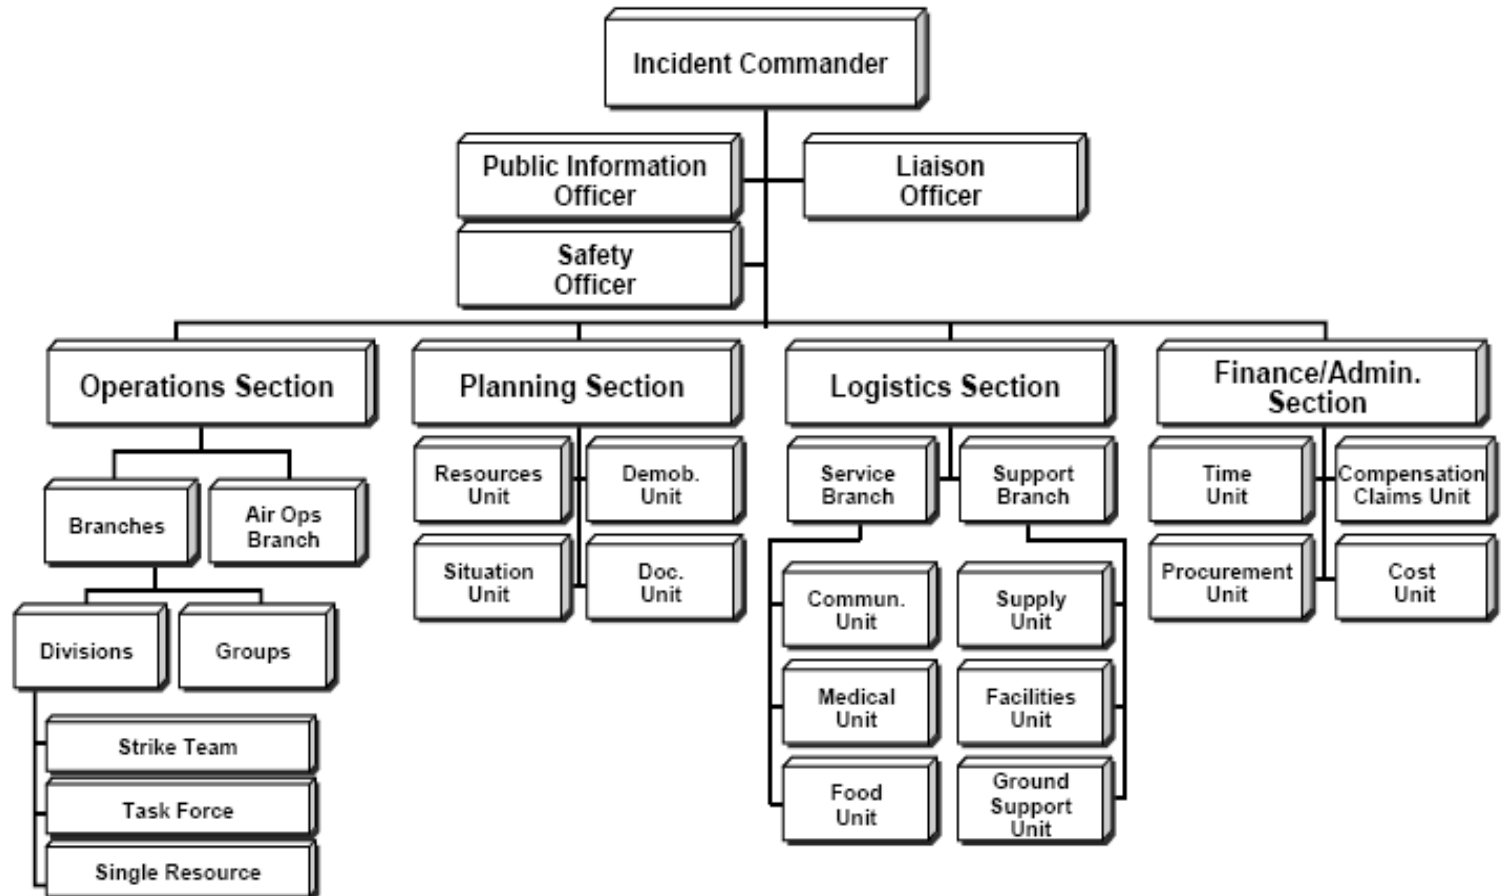 Incident Commander
Public Information
Officer
Liaison
Officer
Safety
Officer
Operations Section
Planning Section
Logistics Section
Finance/Admin.
Section
Branches
Air Ops
Branch
Divisions
Groups
Strike Team
Task Force
Single Resource
Resources
Unit
Demob.
Unit
Situation
Unit
Doc.
Unit
Service
Branch
Support
Branch
Commun.
Unit
Supply
Unit
Medical
Unit
Facilities
Unit
Food
Unit
Ground
Support
Unit
Time
Unit
Compensation
Claims Unit
Procurement
Unit
Cost
Unit